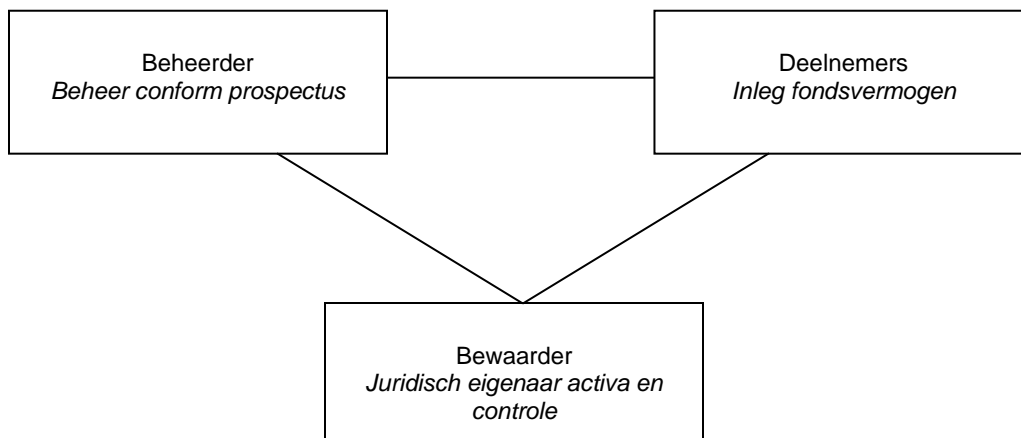 Beheerder
Beheer conform prospectus
Deelnemers
Inleg fondsvermogen
Bewaarder
Juridisch eigenaar activa en
controle